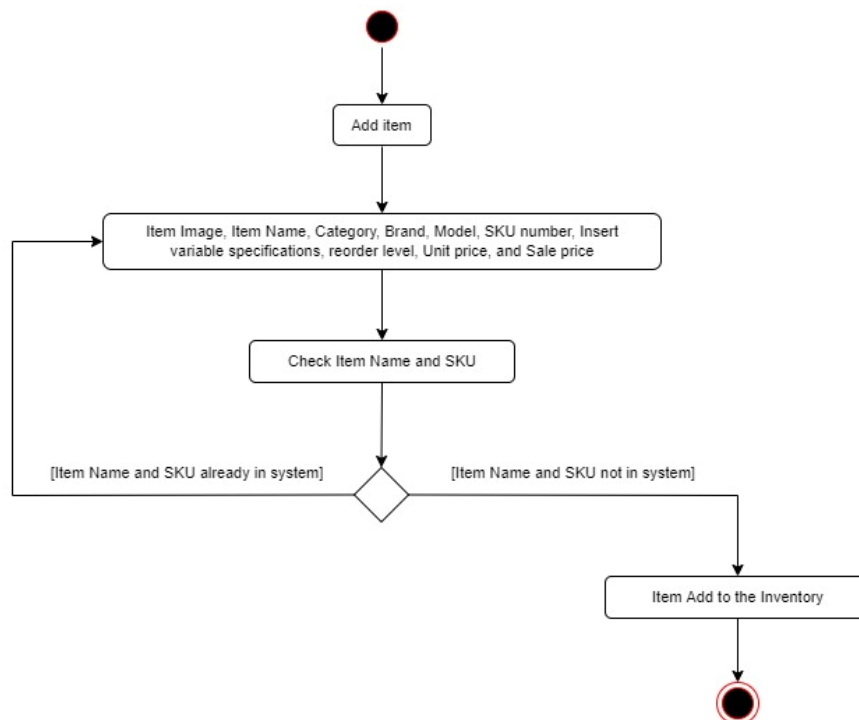 Add item
Item Image, Item Name, Category, Brand, Model, SKU number, Insert
variable specifications, reorder level, Unit price, and Sale price
Check Item Name and SKU
[Item Name and SKU already in system]
[Item Name and SKU not in system]
Item Add to the Inventory